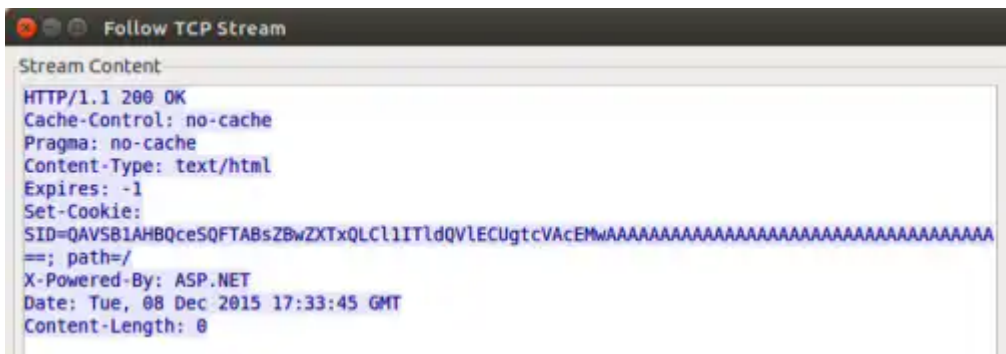 Follow TCP Stream
Stream Content
HTTP/1.1 200 OK
Cache-Control: no-cache
Pragma: no-cache
Content-Type: text/html
Expires: -1
Set-Cookie:
SID=QAVSB1AHBQceSQFTABsZBwZXTxQLCl1ITldQVlECUgtcVAcEMwAAAAAAAAAAAAAAAAAAAAAAAAAAAAAAAAAAAA
==; path=/
X-Powered-By: ASP.NET
Date: Tue, 08 Dec 2015 17:33:45 GMT
Content-Length: 0